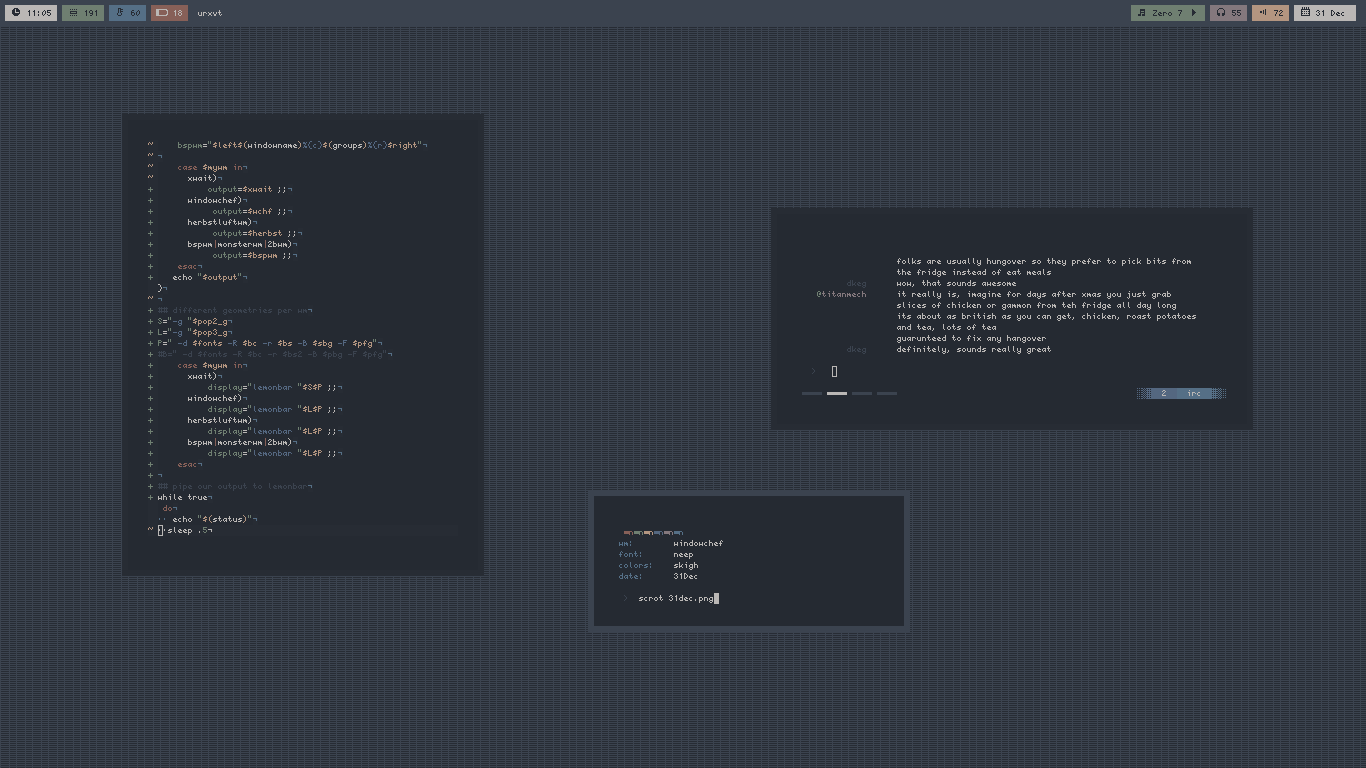 11:05 191 60 18 urxvt Zero 7 55 72 31 Dec
~ bspwm="$left$(windowname)%{c}$(groups)%{r}$right"¬
~ ¬
~ case $mywm in¬
~ xwait)¬
+ output=$xwait ;;¬
+ windowchef)
+ output=$wchf ;;¬
+ herbstluftwm)¬
+ output=$herbst ;;¬
+ bspwm|monsterwm|2bwm)¬
+ output=$bspwm ;;¬
+ esac¬
+ echo "$output"¬
}¬
~ ¬
+ ## different geometries per wm¬
+ S="-g "$pop2_g¬
+ L="-g "$pop3_g¬
+ P=" -d $fonts -R $bc -r $bs -B $sbg -F $pfg"¬
+ #B=" -d $fonts -R $bc -r $bs2 -B $pbg -F $pfg"¬
+ case $mywm in¬
+ xwait)¬
+ display="lemonbar "$S$P ;;¬
+ windowchef)¬
+ display="lemonbar "$L$P ;;¬
+ herbstluftwm)¬
+ display="lemonbar "$L$P ;;¬
+ bspwm|monsterwm|2bwm)¬
+ display="lemonbar "$L$P ;;¬
+ esac¬
+ ¬
+ ## pipe our output to lemonbar¬
+ while true¬
do¬
·· echo "$(status)"¬
~ ·sleep .5¬
folks are usually hungover so they prefer to pick bits from
the fridge instead of eat meals
dkeg wow, that sounds awesome
@titanmech it really is, imagine for days after xmas you just grab
slices of chicken or gammon from teh fridge all day long
its about as british as you can get, chicken, roast potatoes
and tea, lots of tea
guarunteed to fix any hangover
dkeg definitely, sounds really great
>
2 irc
wm: windowchef
font: neep
colors: skigh
date: 31Dec
> scrot 31dec.png